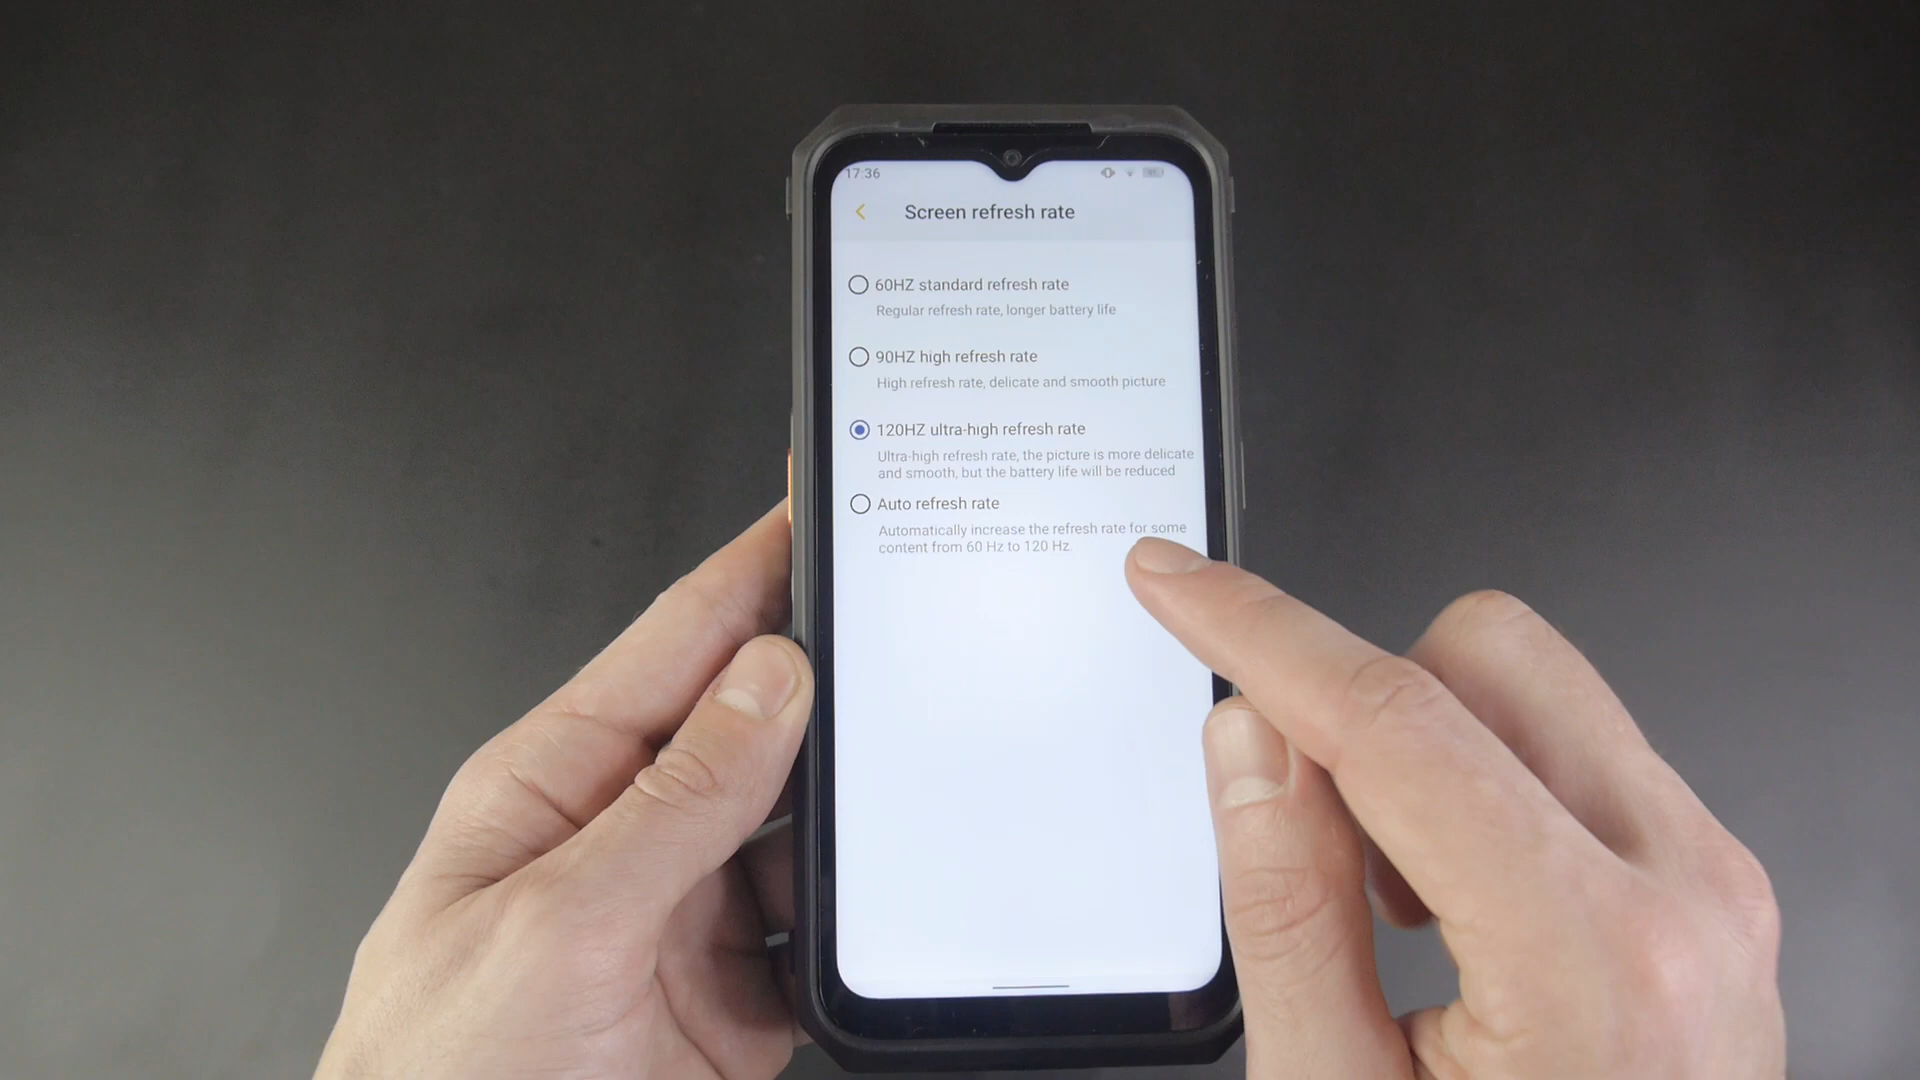 17:36
Screen refresh rate
60HZ standard refresh rate
Regular refresh rate, longer battery life
90HZ high refresh rate
High refresh rate, delicate and smooth picture
120HZ ultra-high refresh rate
Ultra-high refresh rate, the picture is more delicate
and smooth, but the battery life will be reduced
Auto refresh rate
Automatically increase the refresh rate for some
content from 60 Hz to 120 Hz.